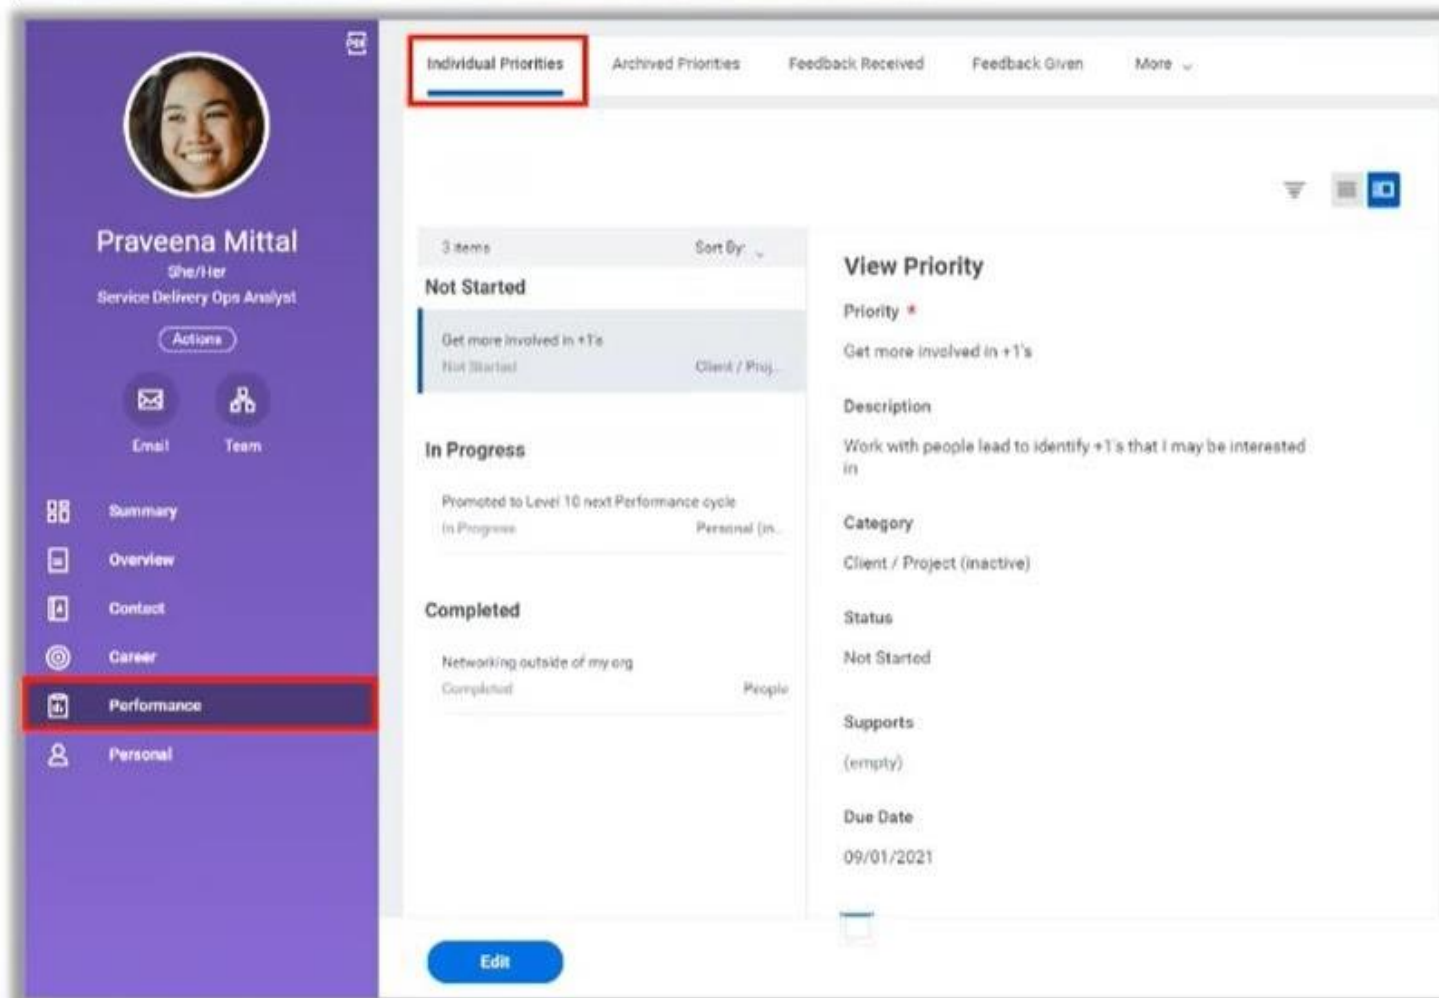 PDF
Praveena Mittal
She/Her
Service Delivery Ops Analyst
Actions
Email
Team
Summary
Overview
Contact
Career
Performance
Personal
Individual Priorities
Archived Priorities
Feedback Received
Feedback Given
More
3 items
Sort By:
Not Started
Get more involved in +1's
Not Started
Client / Proj...
In Progress
Promoted to Level 10 next Performance cycle
In Progress
Personal (in...
Completed
Networking outside of my org
Completed
People
View Priority
Priority *
Get more involved in +1's
Description
Work with people lead to identify +1's that I may be interested
in
Category
Client / Project (inactive)
Status
Not Started
Supports
(empty)
Due Date
09/01/2021
Edit